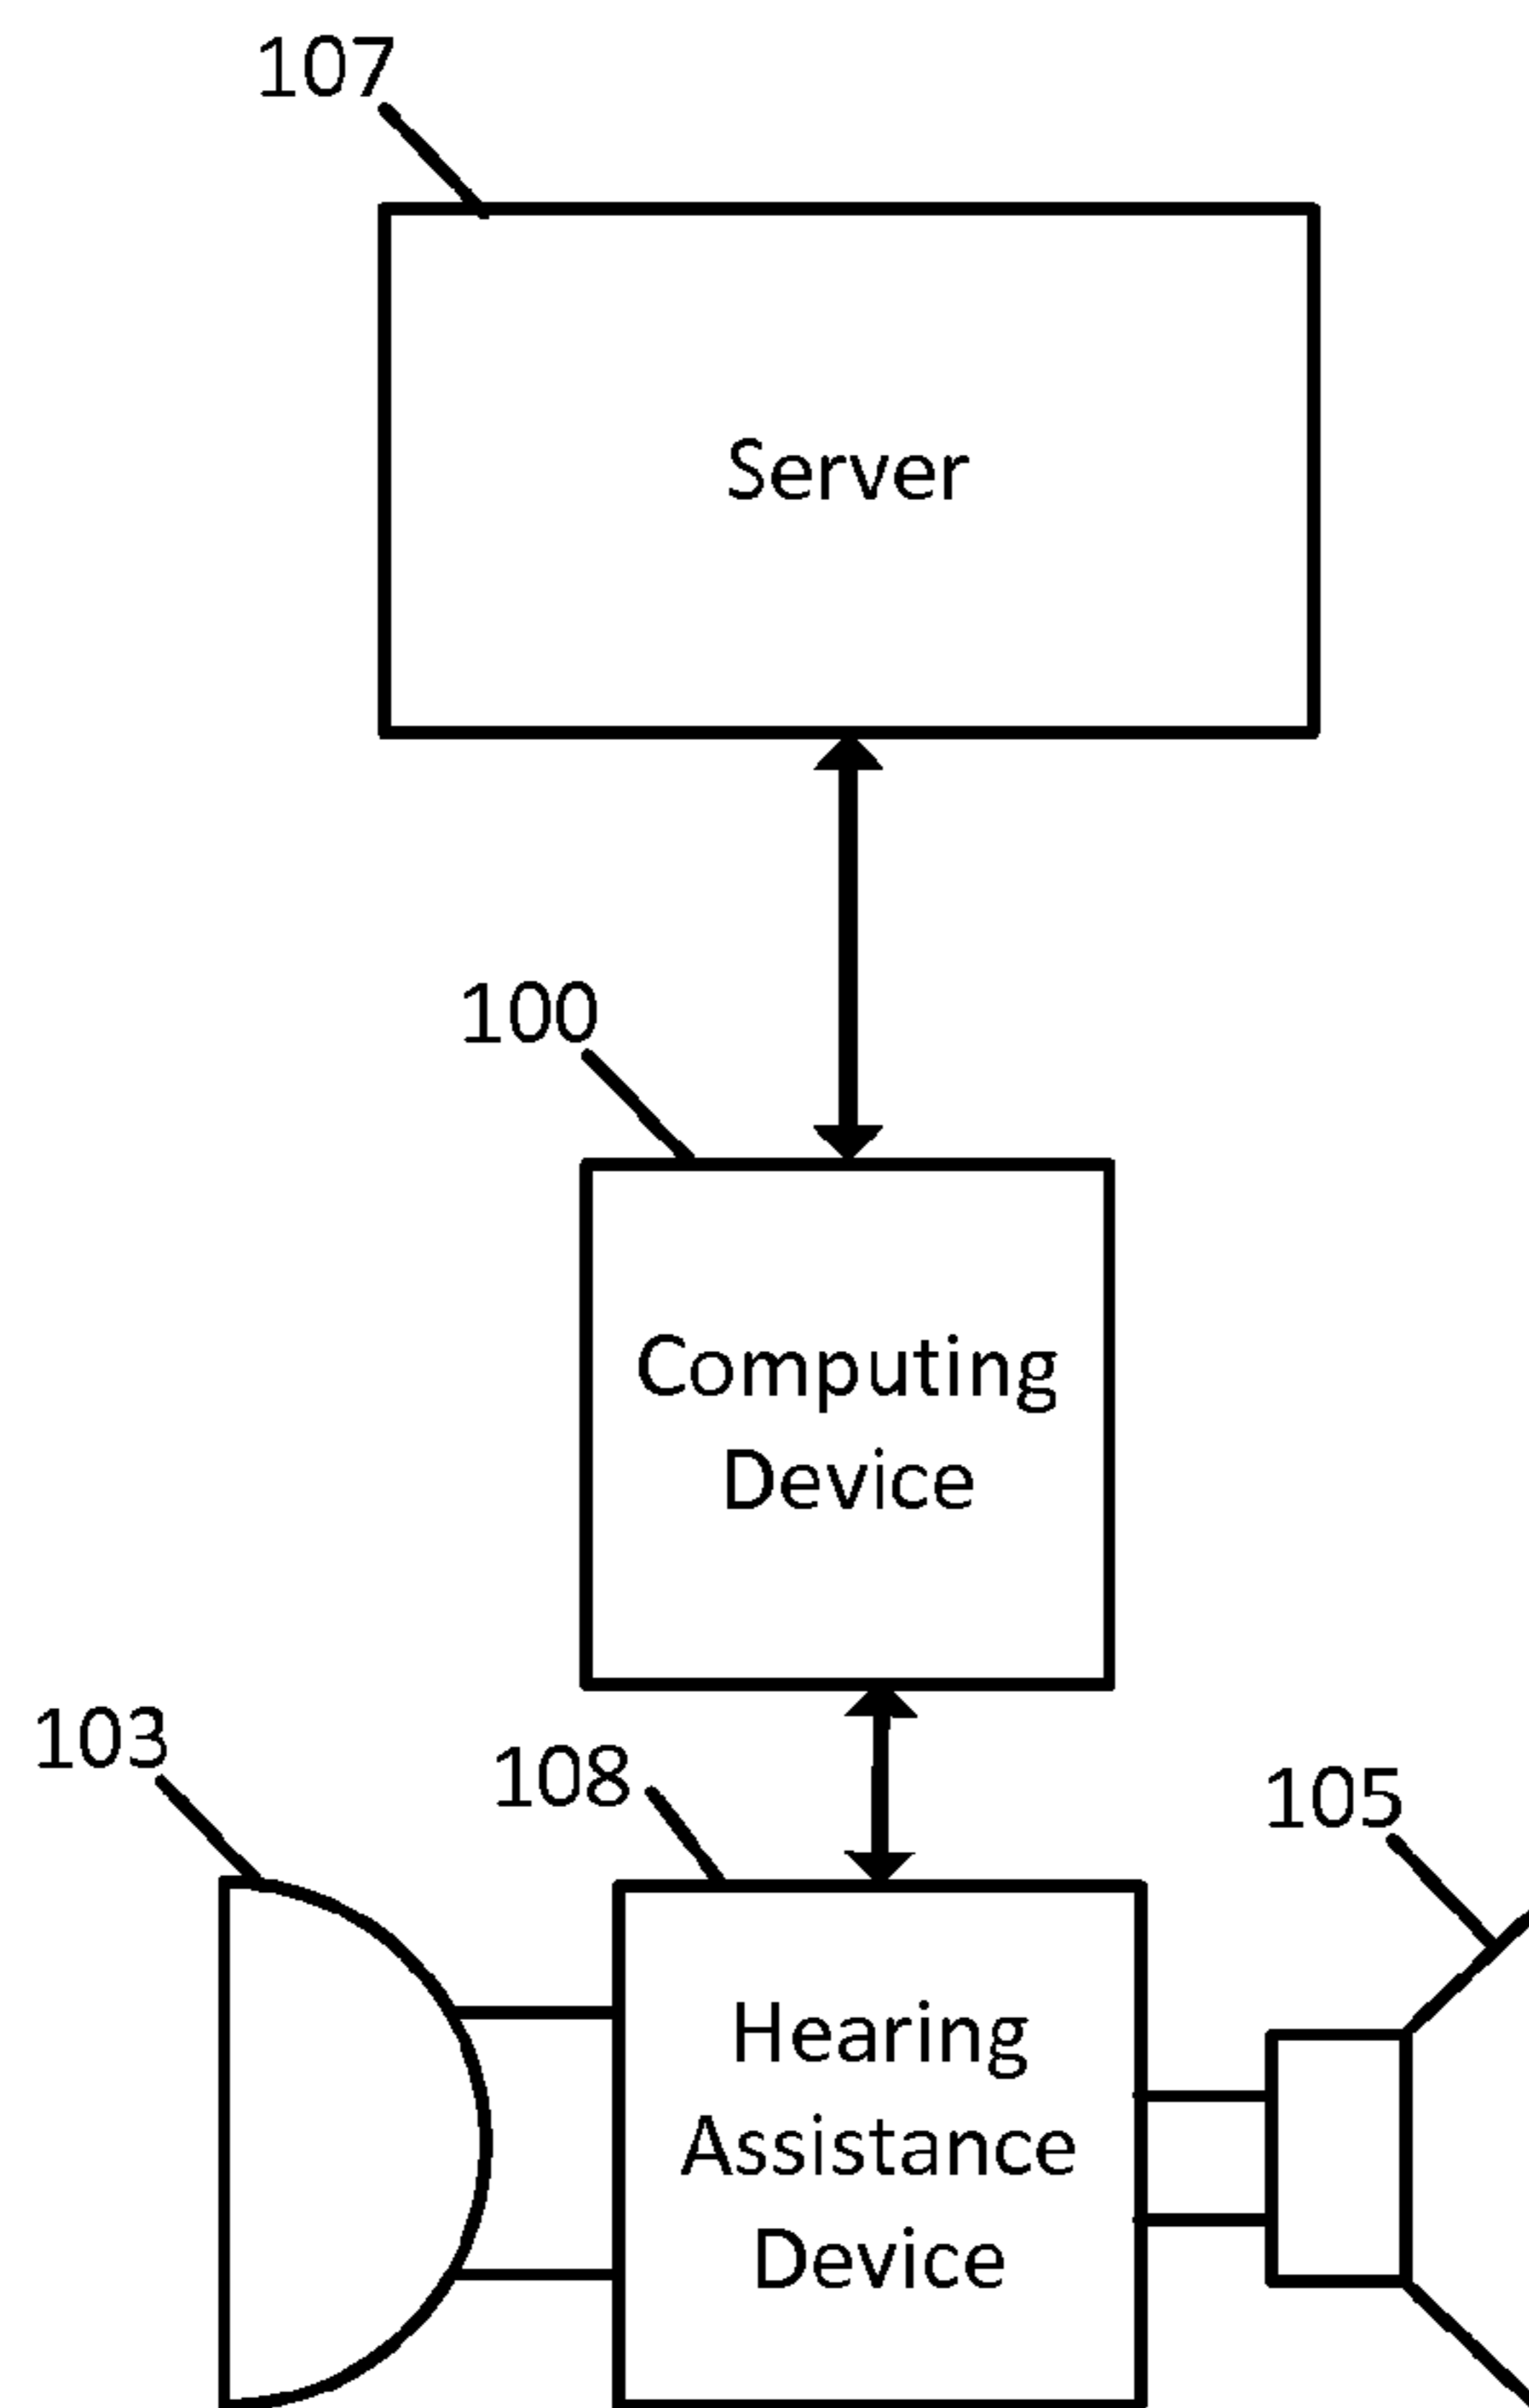 107
Server
100
Computing
Device
103
108
105
Hearing
Assistance
Device